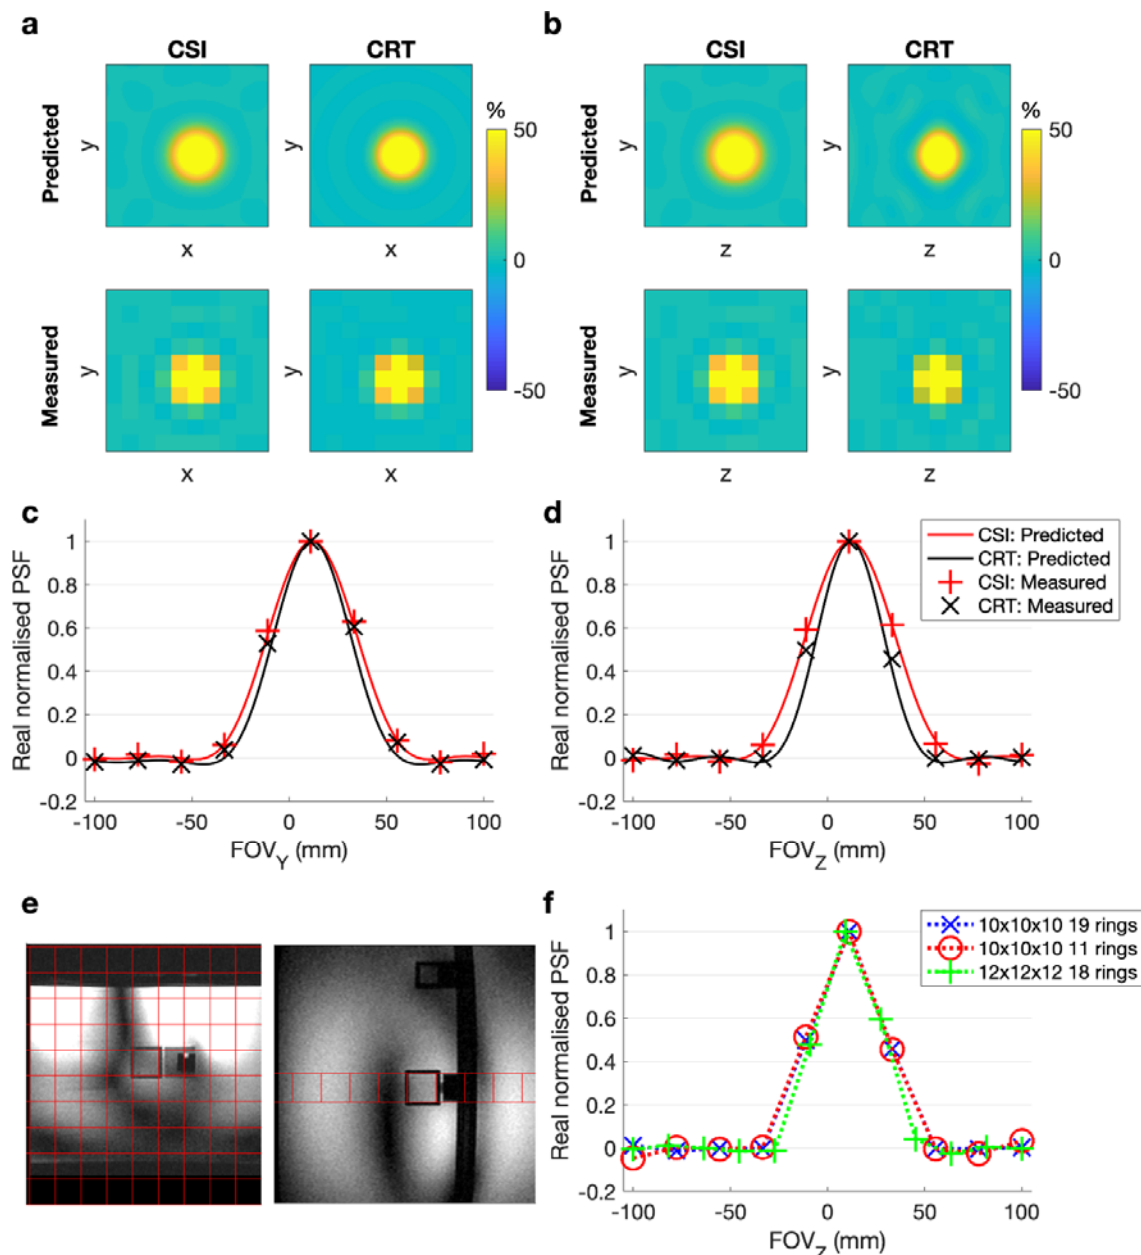 a
b
CSI
CRT
CSI
CRT
Predicted
y
y
%
50
0
-50
x
x
Predicted
y
y
%
50
0
-50
z
z
Measured
y
y
x
x
Measured
y
y
z
z
c
Real normalised PSF
1
0.8
0.6
0.4
0.2
0
-0.2
-100
-50
0
50
100
FOVY (mm)
d
Real normalised PSF
1
0.8
0.6
0.4
0.2
0
-0.2
-100
-50
0
50
100
FOVZ (mm)
CSI: Predicted
CRT: Predicted
CSI: Measured
CRT: Measured
e
f
Real normalised PSF
1
0.8
0.6
0.4
0.2
0
-0.2
-100
-50
0
50
100
FOVZ (mm)
10x10x10 19 rings
10x10x10 11 rings
12x12x12 18 rings